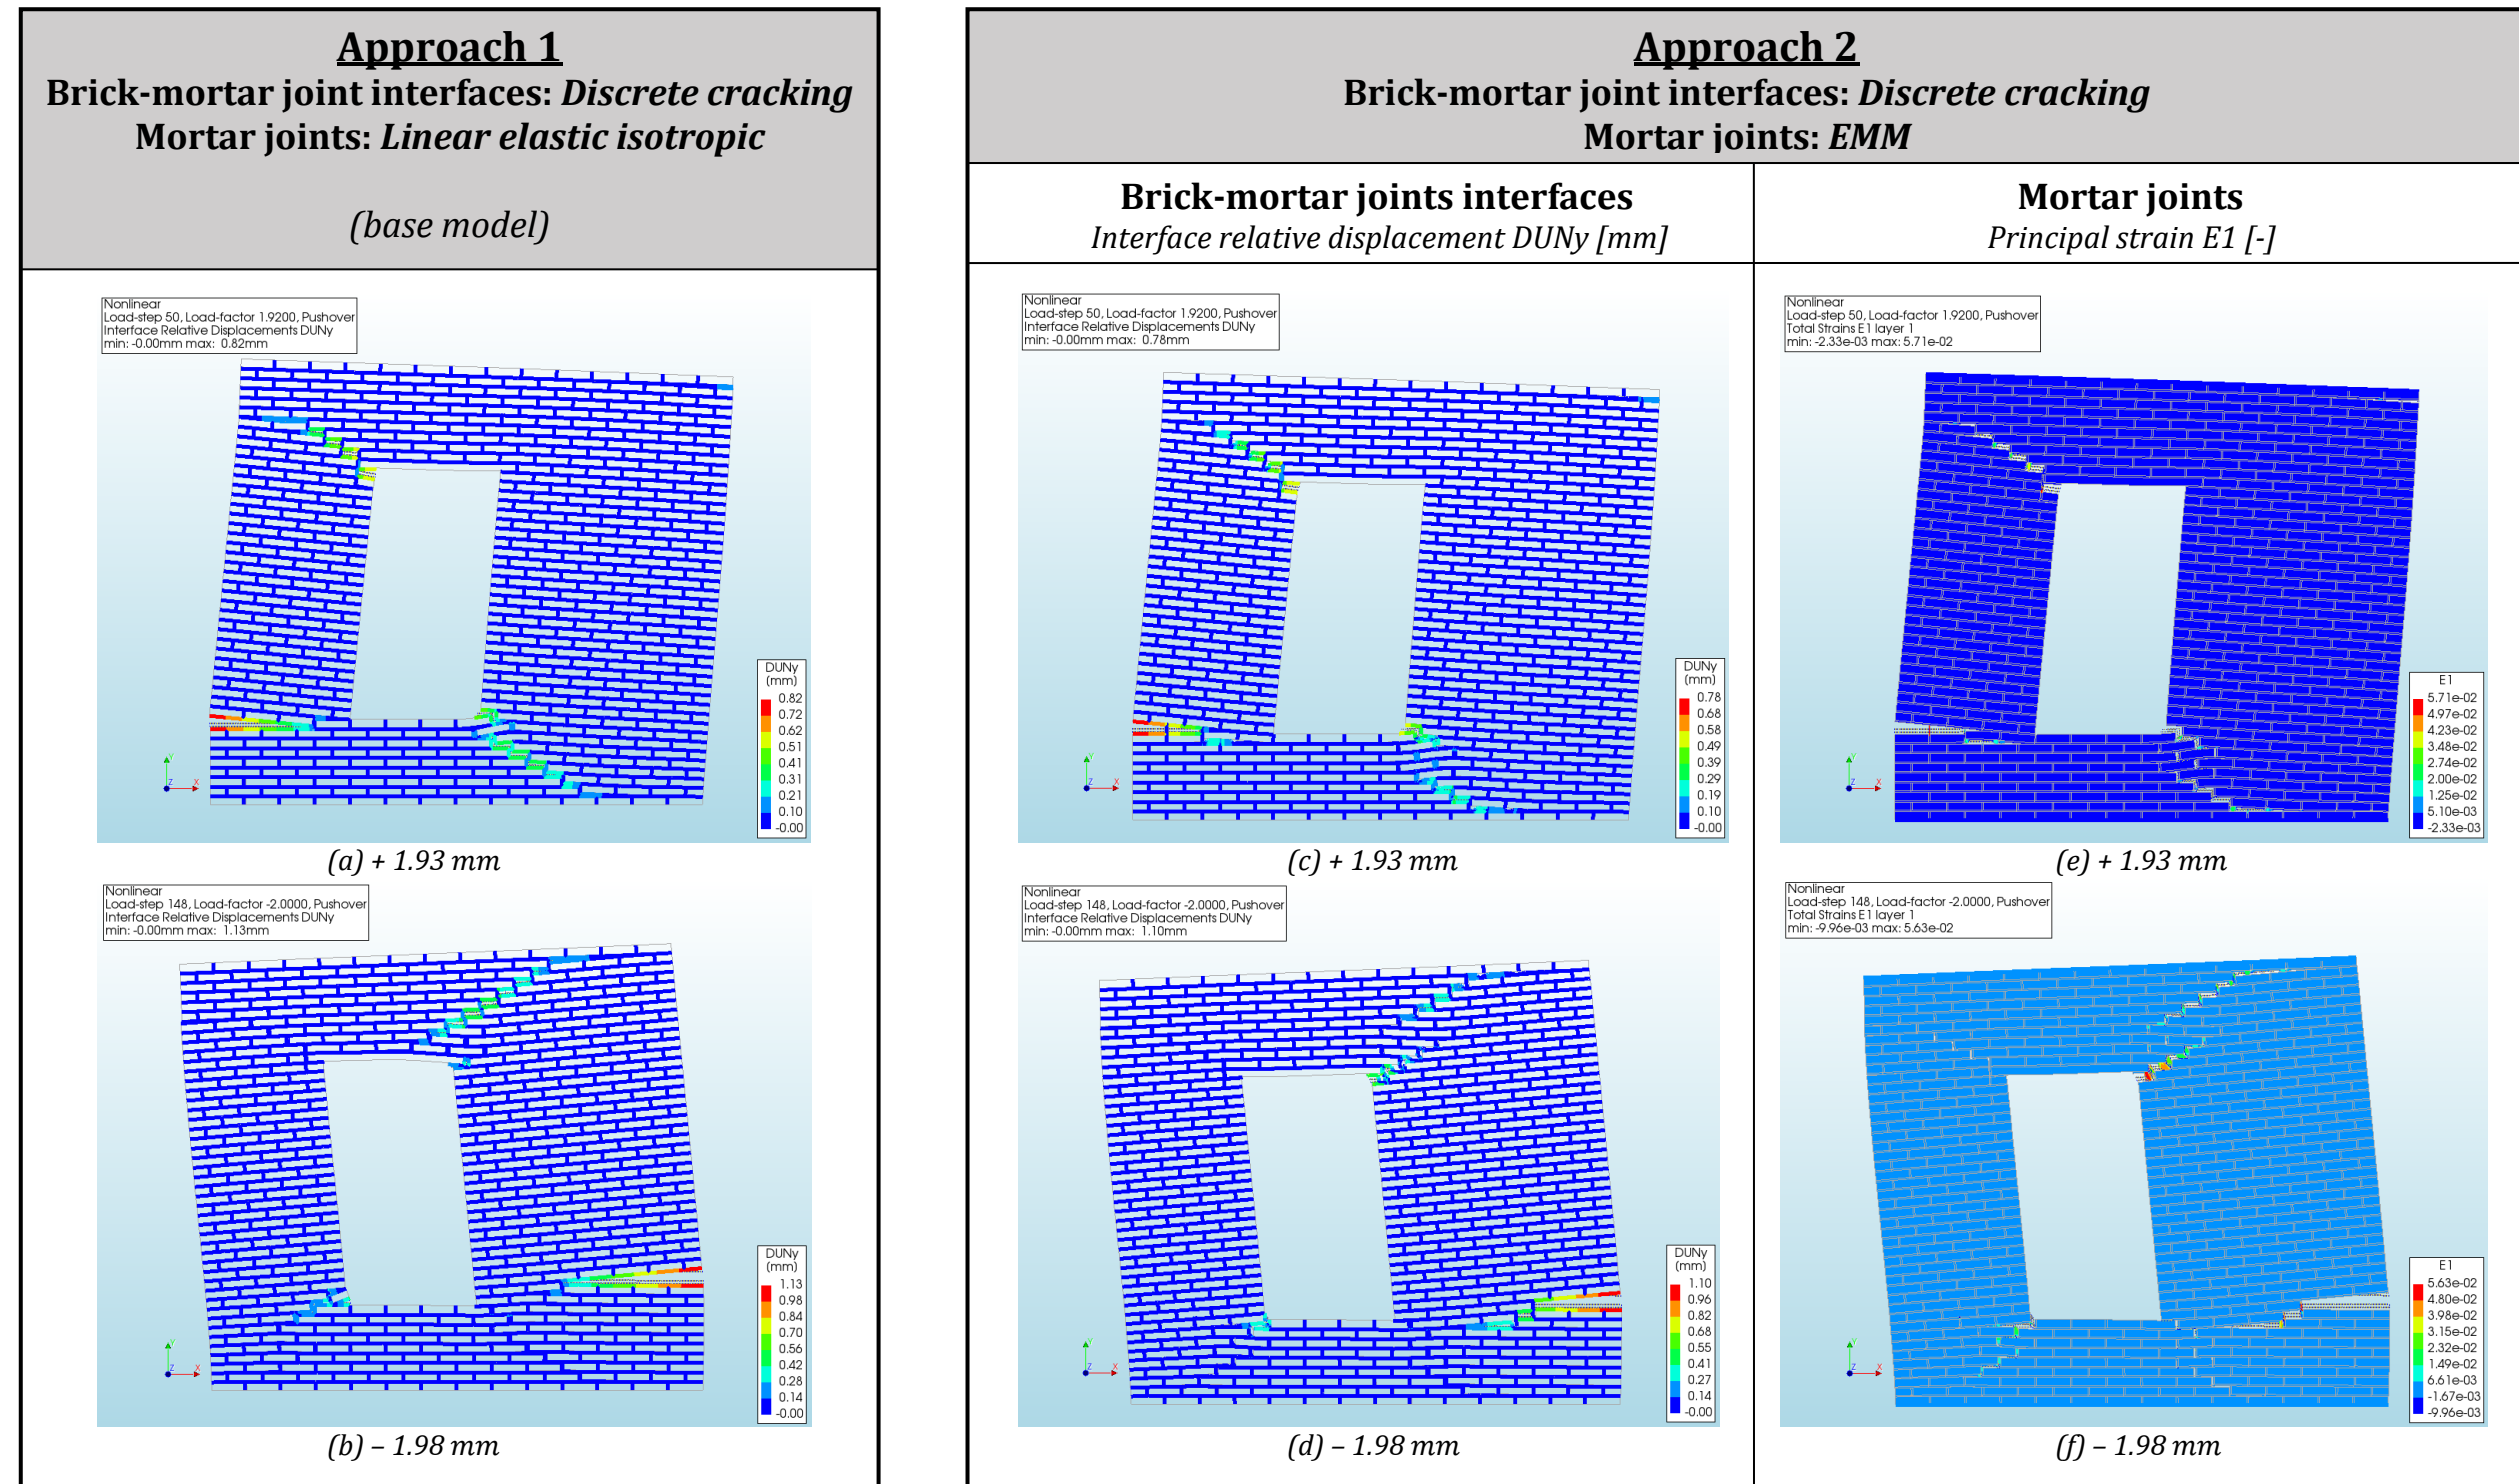 Approach 1
Brick-mortar joint interfaces: Discrete cracking
Mortar joints: Linear elastic isotropic
(base model)
Approach 2
Brick-mortar joint interfaces: Discrete cracking
Mortar joints: EMM
Brick-mortar joints interfaces
Interface relative displacement DUNy [mm]
Mortar joints
Principal strain E1 [-]
Nonlinear
Load-step 50, Load-factor 1.9200, Pushover
Interface Relative Displacements DUNy
min: -0.00mm max: 0.82mm
DUNy
(mm)
0.82
0.72
0.62
0.51
0.41
0.31
0.21
0.10
-0.00
Y
Z X
(a) + 1.93 mm
Nonlinear
Load-step 50, Load-factor 1.9200, Pushover
Interface Relative Displacements DUNy
min: -0.00mm max: 0.78mm
DUNy
(mm)
0.78
0.68
0.58
0.49
0.39
0.29
0.19
0.10
-0.00
Y
Z X
(c) + 1.93 mm
Nonlinear
Load-step 50, Load-factor 1.9200, Pushover
Total Strains E1 layer 1
min: -2.33e-03 max: 5.71e-02
E1
5.71e-02
4.97e-02
4.23e-02
3.48e-02
2.74e-02
2.00e-02
1.25e-02
5.10e-03
-2.33e-03
Y
Z X
(e) + 1.93 mm
Nonlinear
Load-step 148, Load-factor -2.0000, Pushover
Interface Relative Displacements DUNy
min: -0.00mm max: 1.13mm
DUNy
(mm)
1.13
0.98
0.84
0.70
0.56
0.42
0.28
0.14
-0.00
Y
Z X
(b) – 1.98 mm
Nonlinear
Load-step 148, Load-factor -2.0000, Pushover
Interface Relative Displacements DUNy
min: -0.00mm max: 1.10mm
DUNy
(mm)
1.10
0.96
0.82
0.68
0.55
0.41
0.27
0.14
-0.00
Y
Z X
(d) – 1.98 mm
Nonlinear
Load-step 148, Load-factor -2.0000, Pushover
Total Strains E1 layer 1
min: -9.96e-03 max: 5.63e-02
E1
5.63e-02
4.80e-02
3.98e-02
3.15e-02
2.32e-02
1.49e-02
6.61e-03
-1.67e-03
-9.96e-03
Y
Z X
(f) – 1.98 mm